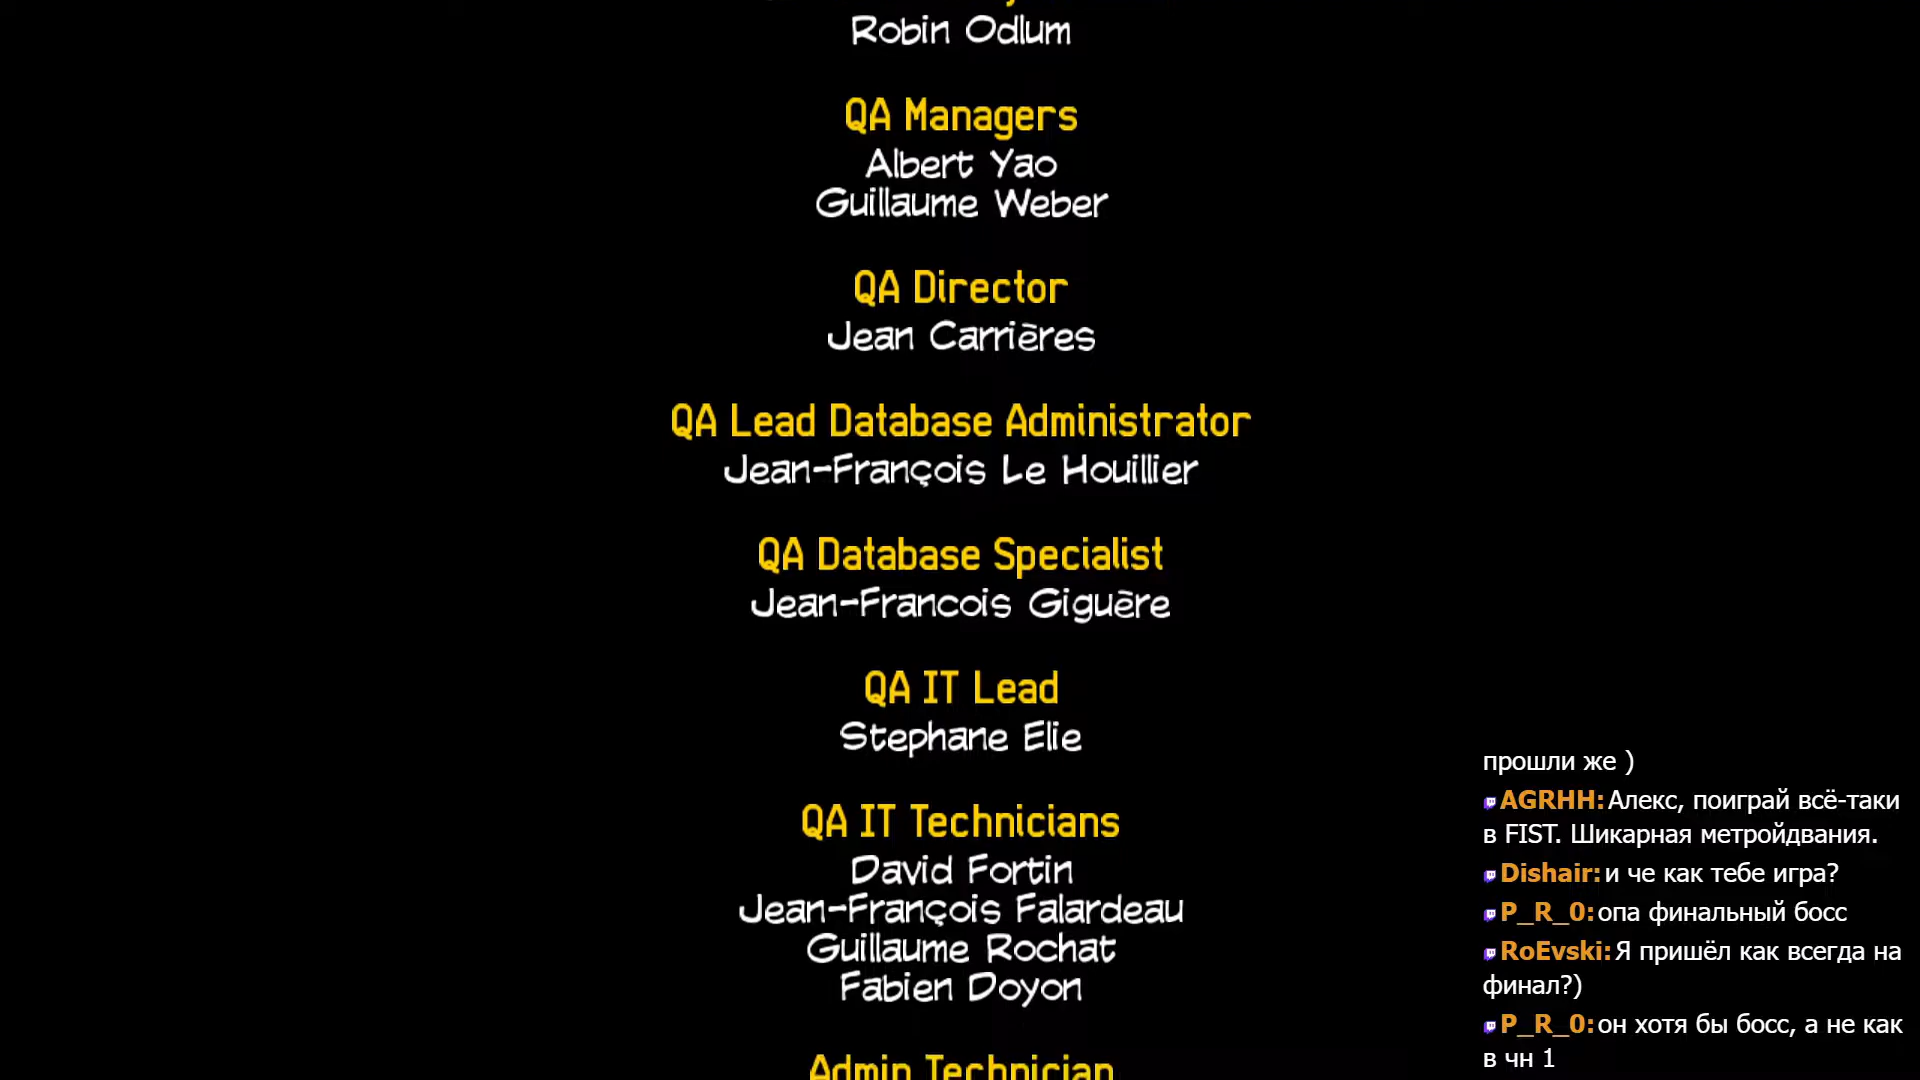 Robin Odlum
QA Managers
Albert Yao
Guillaume Weber
QA Director
Jean Carrières
QA Lead Database Administrator
Jean-François Le Houillier
QA Database Specialist
Jean-Francois Giguère
QA IT Lead
Stephane Elie
QA IT Technicians
David Fortin
Jean-François Falardeau
Guillaume Rochat
Fabien Doyon
Admin Technician
прошли же )
AGRHH: Алекс, поиграй всё-таки
в FIST. Шикарная метройдвания.
Dishair: и че как тебе игра?
P_R_0: опа финальный босс
RoEvski: Я пришёл как всегда на
финал?)
P_R_0: он хотя бы босс, а не как
в чн 1